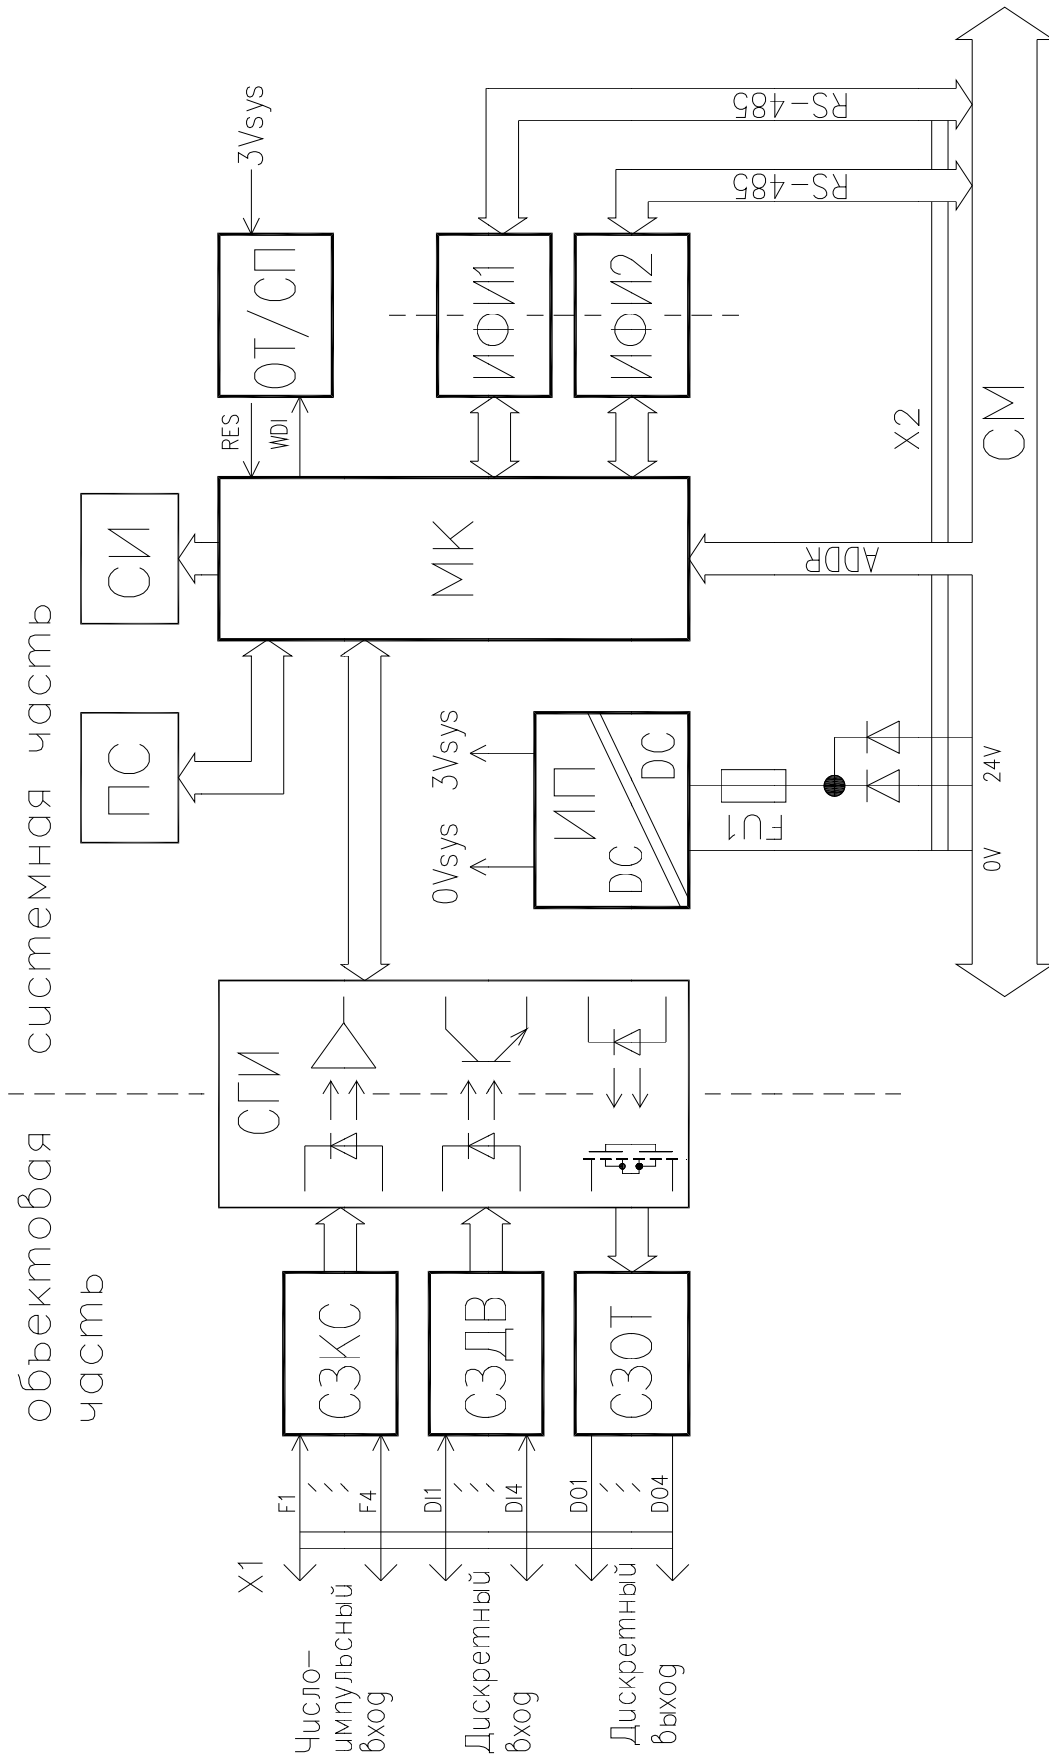 объектовая
часть
системная часть
X1
Число-
импульсный
вход
Дискретный
вход
Дискретный
выход
F1
F4
DI1
DI4
DO1
DO4
СЗКС
СЗДВ
СЗОТ
СГИ
ПС
СИ
МК
RES
WDI
ОТ/СП
3Vsys
ИФИ1
ИФИ2
RS-485
RS-485
0Vsys
3Vsys
ИП
DC
DC
FU1
ADDR
X2
0V
24V
СМ